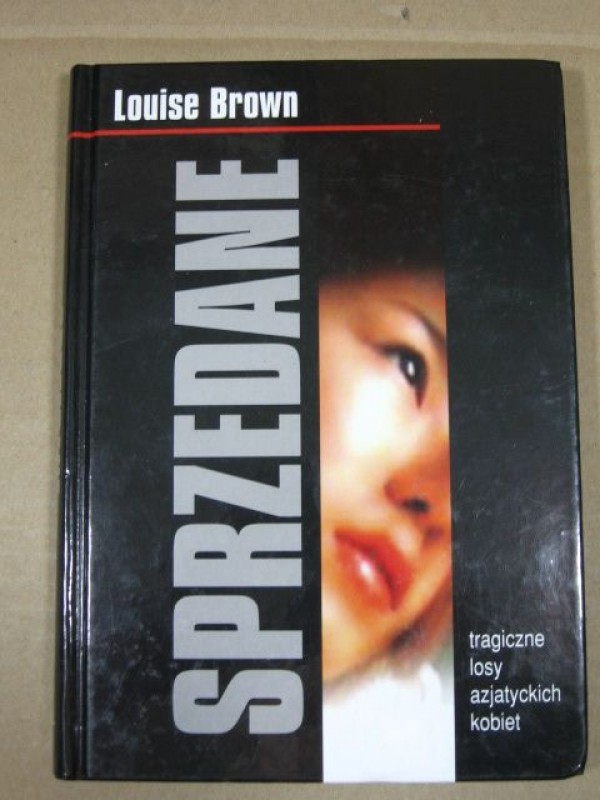 Louise Brown
SPRZEDANE
tragiczne
losy
azjatyckich
kobiet